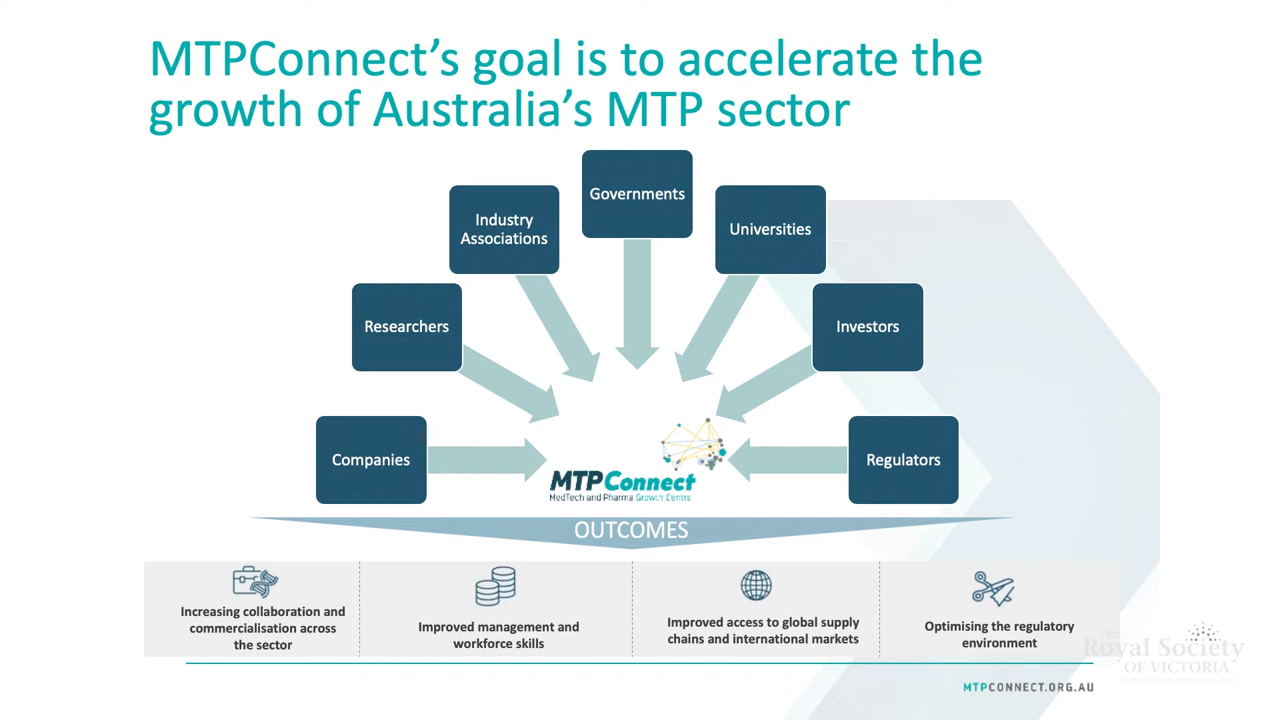 MTPConnect’s goal is to accelerate the
growth of Australia’s MTP sector
Governments
Industry
Associations
Universities
Researchers
Investors
Companies
Regulators
MTPConnect
MedTech and Pharma Growth Centre
OUTCOMES
Increasing collaboration and
commercialisation across
the sector
Improved management and
workforce skills
Improved access to global supply
chains and international markets
Optimising the regulatory
environment
The
Royal Society
OF VICTORIA
MTPCONNECT.ORG.AU